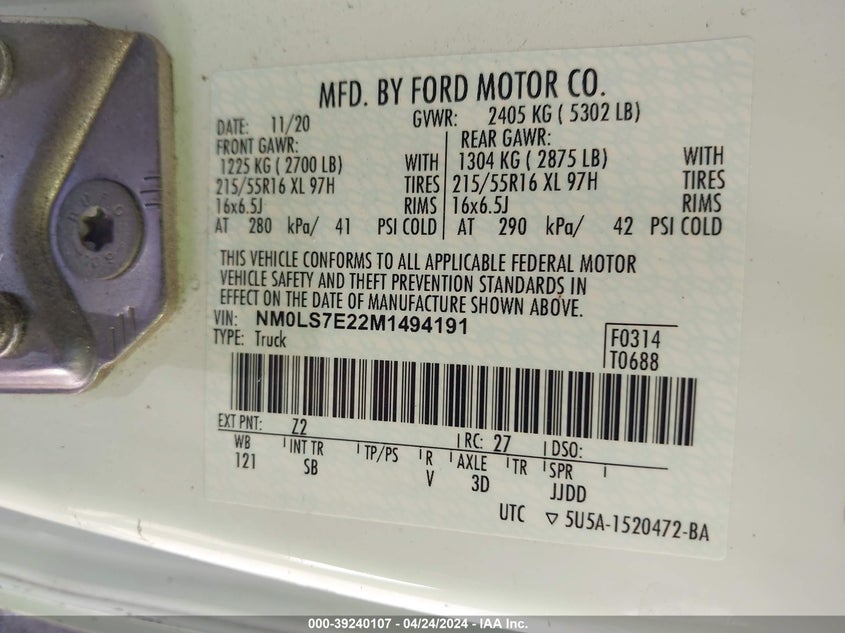 MFD. BY FORD MOTOR CO.
DATE: 11/20 GVWR: 2405 KG ( 5302 LB)
FRONT GAWR: REAR GAWR:
1225 KG ( 2700 LB) WITH 1304 KG ( 2875 LB) WITH
215/55R16 XL 97H TIRES 215/55R16 XL 97H TIRES
16x6.5J RIMS 16x6.5J RIMS
AT 280 kPa/ 41 PSI COLD AT 290 kPa/ 42 PSI COLD
THIS VEHICLE CONFORMS TO ALL APPLICABLE FEDERAL MOTOR
VEHICLE SAFETY AND THEFT PREVENTION STANDARDS IN
EFFECT ON THE DATE OF MANUFACTURE SHOWN ABOVE.
VIN: NM0LS7E22M1494191
TYPE: Truck
F0314
T0688
EXT PNT: Z2 RC: 27 DSO:
WB INT TR TP/PS R AXLE TR SPR
121 SB V 3D JJDD
UTC ▽ 5U5A-1520472-BA
000-39240107 - 04/24/2024 - IAA Inc.